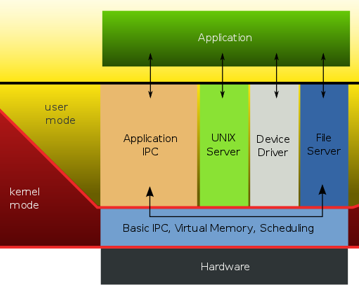 Application
user
mode
Application
IPC
UNIX
Server
Device
Driver
File
Server
kernel
mode
Basic IPC, Virtual Memory, Scheduling
Hardware